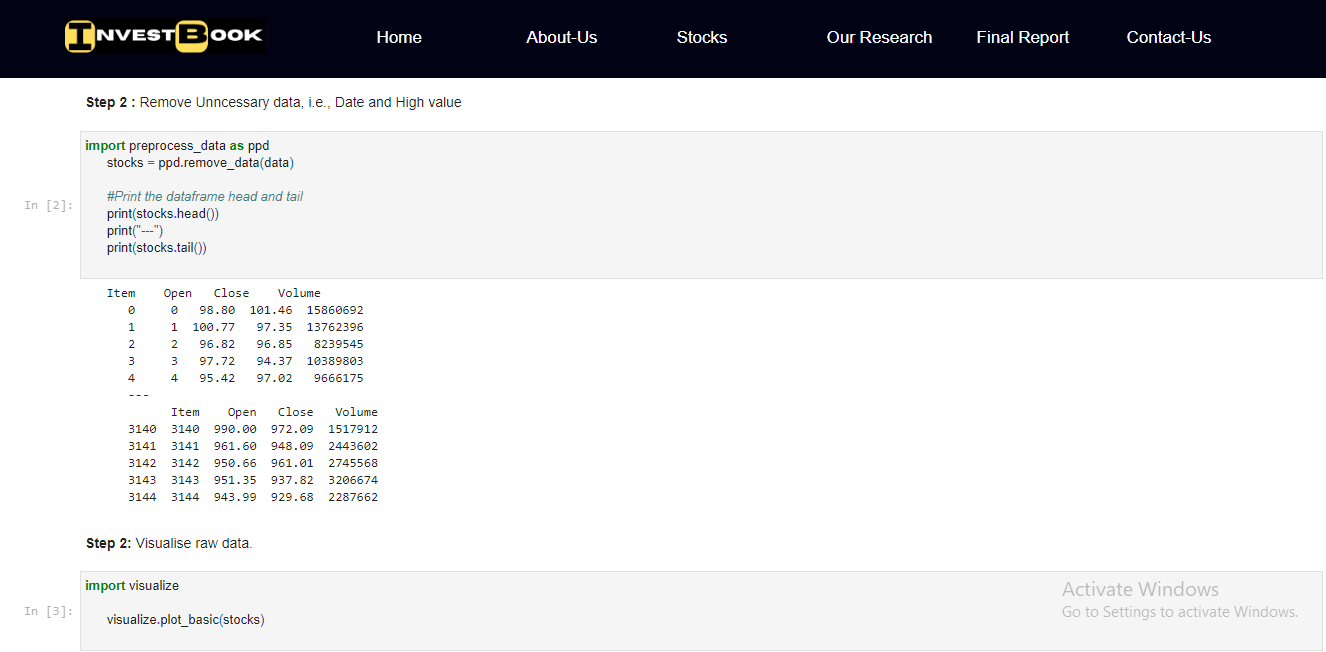 INVESTBOOK Home About-Us Stocks Our Research Final Report Contact-Us
Step 2 : Remove Unncessary data, i.e., Date and High value
In [2]:
import preprocess_data as ppd
stocks = ppd.remove_data(data)
#Print the dataframe head and tail
print(stocks.head())
print("---")
print(stocks.tail())
Item Open Close Volume
0 0 98.80 101.46 15860692
1 1 100.77 97.35 13762396
2 2 96.82 96.85 8239545
3 3 97.72 94.37 10389803
4 4 95.42 97.02 9666175
---
Item Open Close Volume
3140 3140 990.00 972.09 1517912
3141 3141 961.60 948.09 2443602
3142 3142 950.66 961.01 2745568
3143 3143 951.35 937.82 3206674
3144 3144 943.99 929.68 2287662
Step 2: Visualise raw data.
In [3]:
import visualize
visualize.plot_basic(stocks)
Activate Windows
Go to Settings to activate Windows.